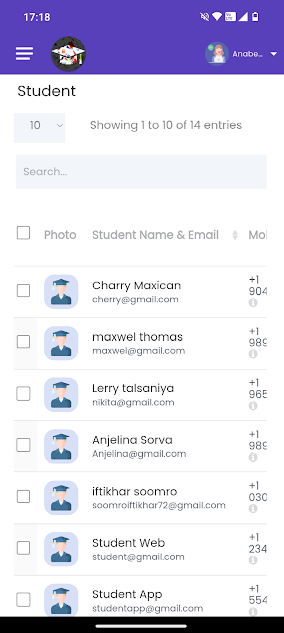 17:18
Anabe...
Student
10
Showing 1 to 10 of 14 entries
Search...
Photo Student Name & Email Mol
Charry Maxican
cherry@gmail.com
+1
904
maxwel thomas
maxwel@gmail.com
+1
989
Lerry talsaniya
nikita@gmail.com
+1
965
Anjelina Sorva
Anjelina@gmail.com
+1
989
iftikhar soomro
soomroiftikhar72@gmail.com
+1
030
Student Web
student@gmail.com
+1
234
Student App
studentapp@gmail.com
+1
554